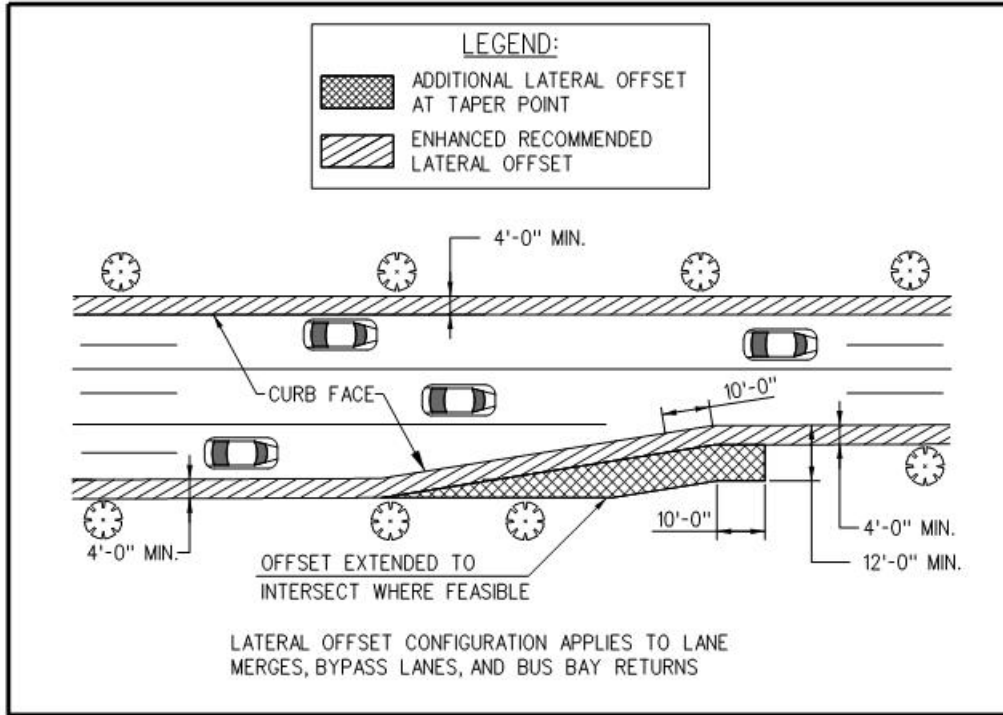 LEGEND:
ADDITIONAL LATERAL OFFSET
AT TAPER POINT
ENHANCED RECOMMENDED
LATERAL OFFSET
4'-0" MIN.
CURB FACE
10'-0"
4'-0" MIN.
10'-0"
4'-0" MIN.
12'-0" MIN.
OFFSET EXTENDED TO
INTERSECT WHERE FEASIBLE
LATERAL OFFSET CONFIGURATION APPLIES TO LANE
MERGES, BYPASS LANES, AND BUS BAY RETURNS